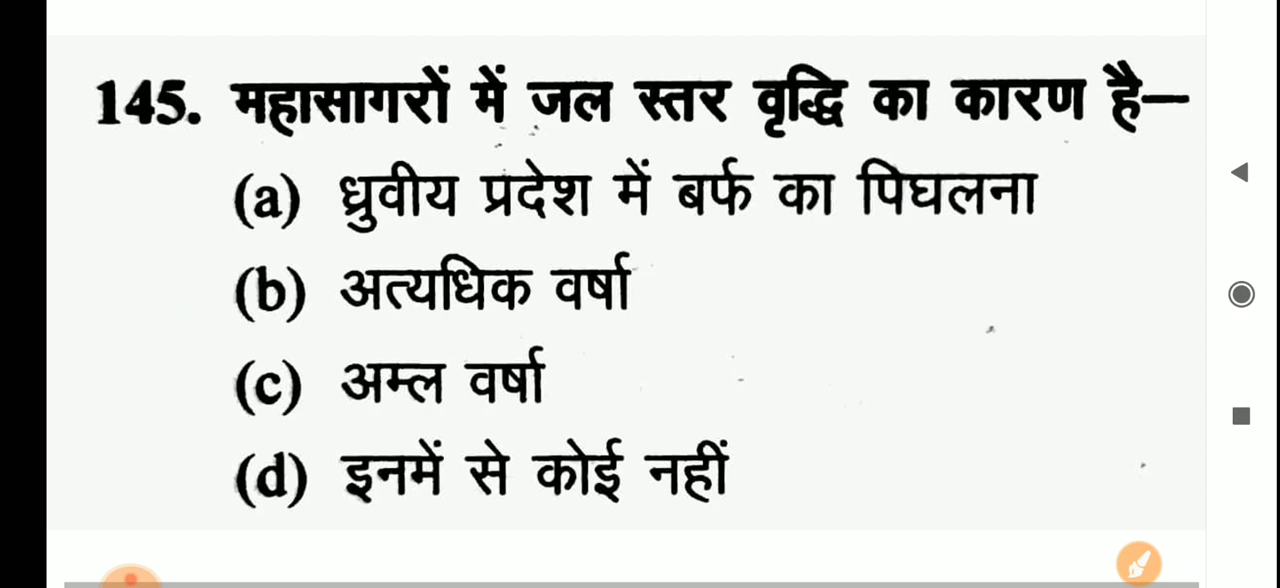 145. महासागरों में जल स्तर वृद्धि का कारण है—
(a) ध्रुवीय प्रदेश में बर्फ का पिघलना
(b) अत्यधिक वर्षा
(c) अम्ल वर्षा
(d) इनमें से कोई नहीं